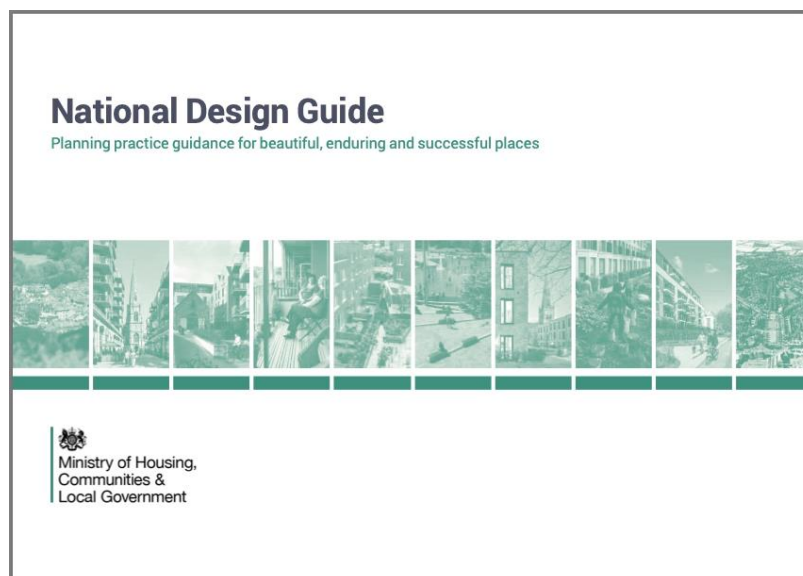 National Design Guide
Planning practice guidance for beautiful, enduring and successful places
Ministry of Housing,
Communities &
Local Government